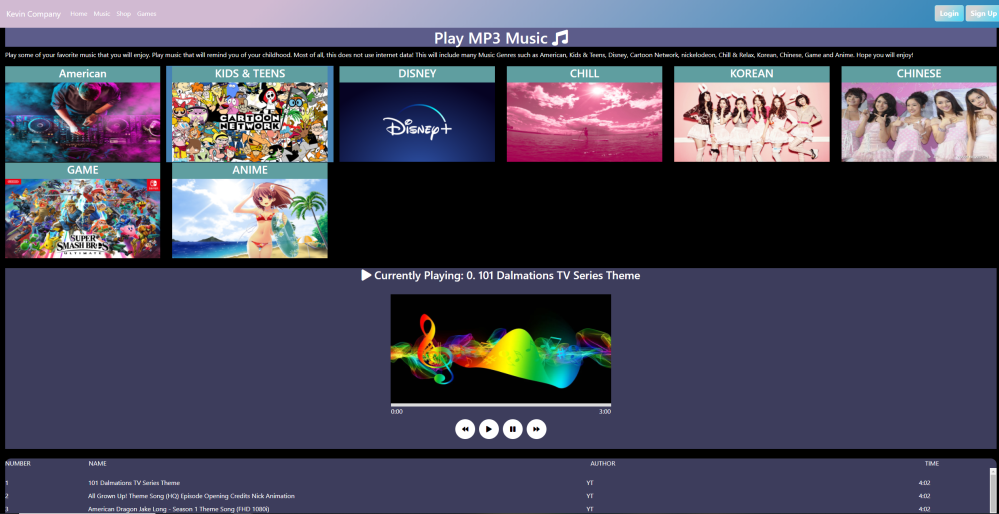 Kevin Company Home Music Shop Games Login Sign Up
Play MP3 Music
Play some of your favorite music that you will enjoy. Play music that will remind you of your childhood. Most of all, this does not use internet data! This will include many Music Genres such as American, Kids & Teens, Disney, Cartoon Network, nickelodeon, Chill & Relax, Korean, Chinese, Game and Anime. Hope you will enjoy!
American KIDS & TEENS DISNEY CHILL KOREAN CHINESE
CARTOON
NETWORK
Disney+
GAME ANIME
SUPER
SMASH BROS.
ULTIMATE
Currently Playing: 0. 101 Dalmations TV Series Theme
0:00 3:00
NUMBER NAME AUTHOR TIME
1 101 Dalmations TV Series Theme YT 4:02
2 All Grown Up! Theme Song (HQ) Episode Opening Credits Nick Animation YT 4:02
3 American Dragon Jake Long - Season 1 Theme Song (FHD 1080i) YT 4:02